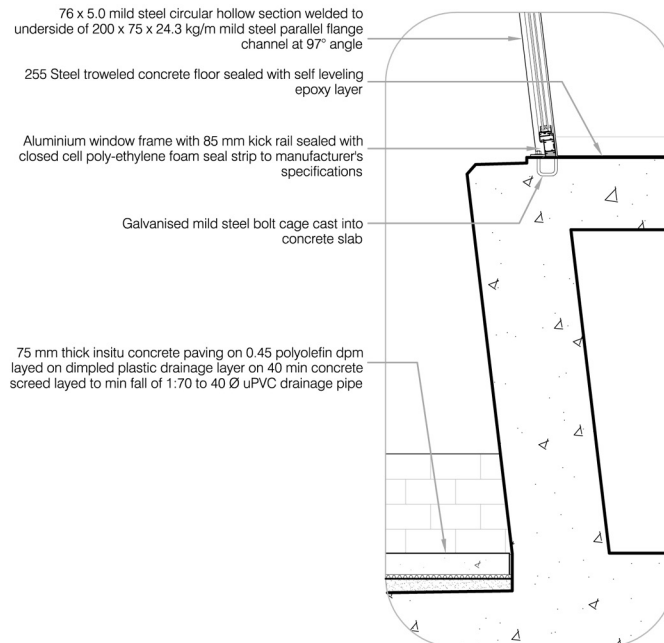 76 x 5.0 mild steel circular hollow section welded to
underside of 200 x 75 x 24.3 kg/m mild steel parallel flange
channel at 97° angle
255 Steel troweled concrete floor sealed with self leveling
epoxy layer
Aluminium window frame with 85 mm kick rail sealed with
closed cell poly-ethylene foam seal strip to manufacturer's
specifications
Galvanised mild steel bolt cage cast into
concrete slab
75 mm thick insitu concrete paving on 0.45 polyolefin dpm
layed on dimpled plastic drainage layer on 40 min concrete
screed layed to min fall of 1:70 to 40 Ø uPVC drainage pipe